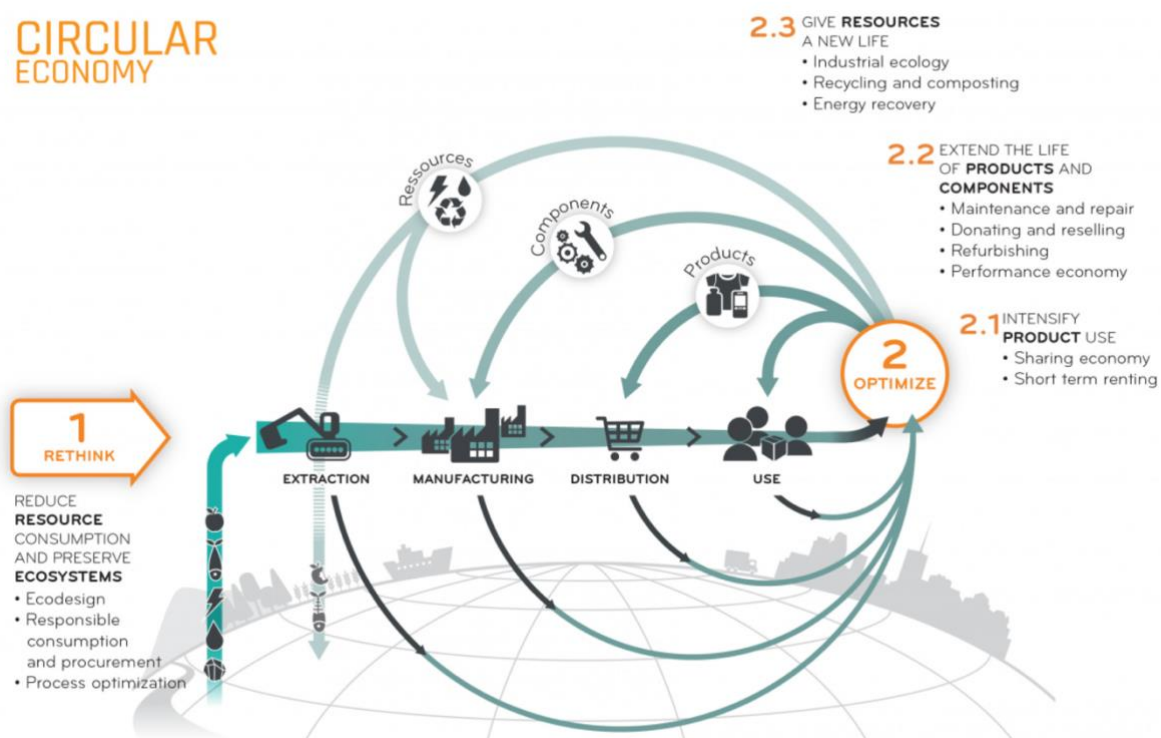 CIRCULAR
ECONOMY
2.3 GIVE RESOURCES
A NEW LIFE
• Industrial ecology
• Recycling and composting
• Energy recovery
2.2 EXTEND THE LIFE
OF PRODUCTS AND
COMPONENTS
• Maintenance and repair
• Donating and reselling
• Refurbishing
• Performance economy
2.1 INTENSIFY
PRODUCT USE
• Sharing economy
• Short term renting
Ressources
Components
Products
2
OPTIMIZE
1
RETHINK
EXTRACTION
MANUFACTURING
DISTRIBUTION
USE
REDUCE
RESOURCE
CONSUMPTION
AND PRESERVE
ECOSYSTEMS
• Ecodesign
• Responsible
consumption
and procurement
• Process optimization